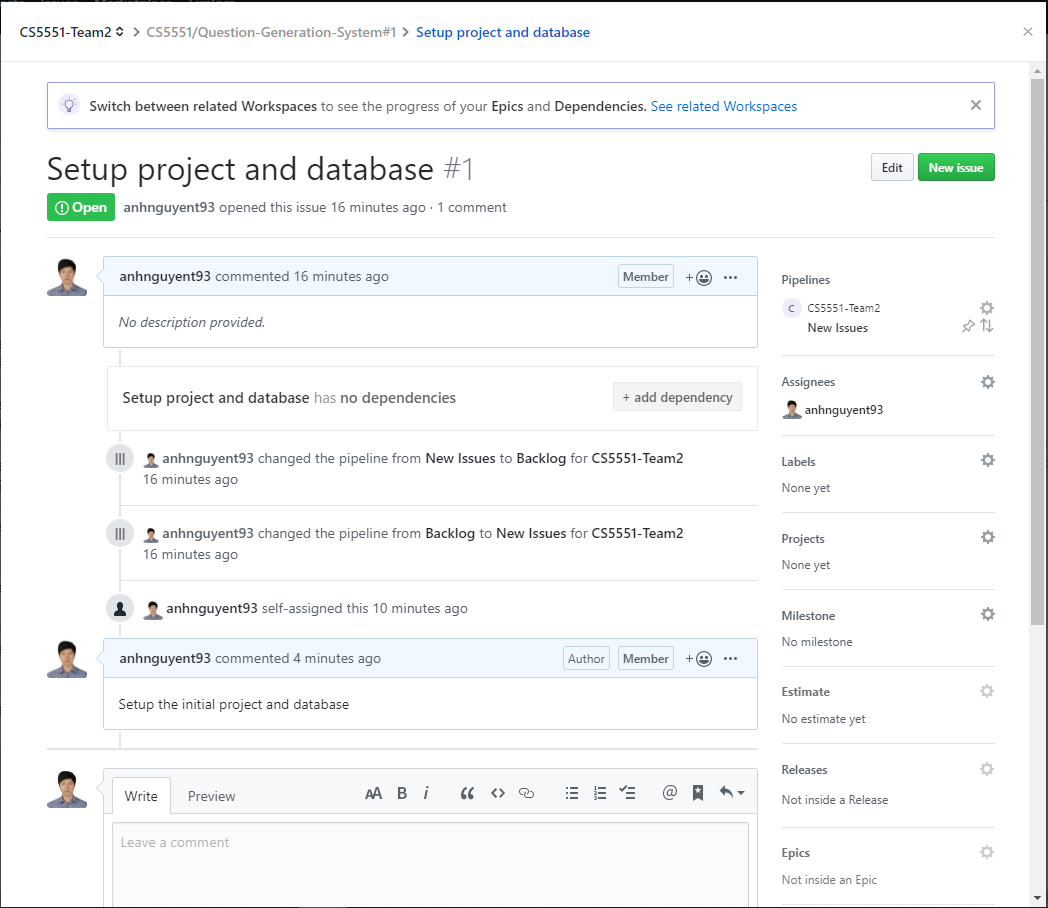 CS5551-Team2 CS5551/Question-Generation-System#1 Setup project and database
Switch between related Workspaces to see the progress of your Epics and Dependencies. See related Workspaces
Setup project and database #1
Edit
New issue
Open
anhnguyent93 opened this issue 16 minutes ago · 1 comment
anhnguyent93 commented 16 minutes ago
Member
No description provided.
Setup project and database has no dependencies
+ add dependency
anhnguyent93 changed the pipeline from New Issues to Backlog for CS5551-Team2
16 minutes ago
anhnguyent93 changed the pipeline from Backlog to New Issues for CS5551-Team2
16 minutes ago
anhnguyent93 self-assigned this 10 minutes ago
anhnguyent93 commented 4 minutes ago
Author
Member
Setup the initial project and database
Write
Preview
AA B i
Leave a comment
Pipelines
C CS5551-Team2
New Issues
Assignees
anhnguyent93
Labels
None yet
Projects
None yet
Milestone
No milestone
Estimate
No estimate yet
Releases
Not inside a Release
Epics
Not inside an Epic